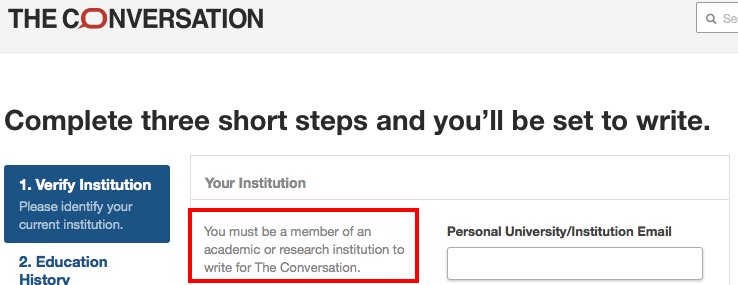 THE CONVERSATION
Se
Complete three short steps and you'll be set to write.
1. Verify Institution
Please identify your
current institution.
2. Education
History
Your Institution
You must be a member of an
academic or research institution to
write for The Conversation.
Personal University/Institution Email